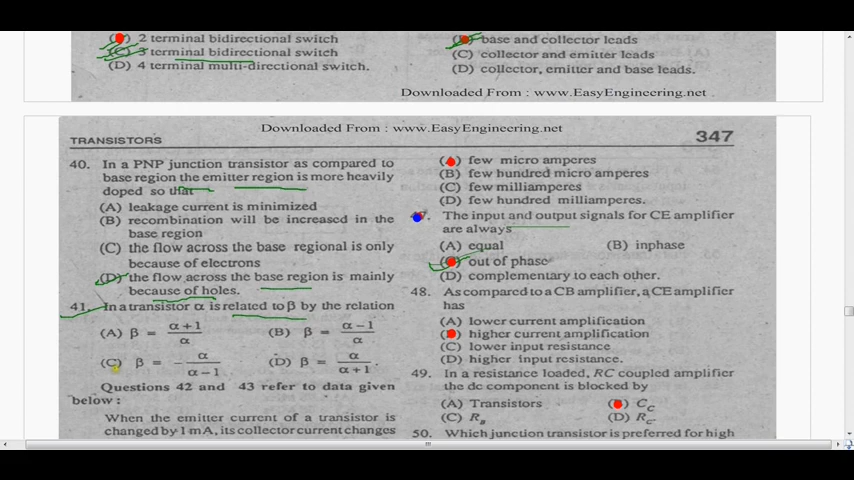 (B) 2 terminal bidirectional switch
(C) 3 terminal bidirectional switch
(D) 4 terminal multi-directional switch.
base and collector leads
(C) collector and emitter leads
(D) collector, emitter and base leads.
Downloaded From : www.EasyEngineering.net
Downloaded From : www.EasyEngineering.net
TRANSISTORS
347
40. In a PNP junction transistor as compared to
base region the emitter region is more heavily
doped so that
(A) leakage current is minimized
(B) recombination will be increased in the
base region
(C) the flow across the base regional is only
because of electrons
(D) the flow across the base region is mainly
because of holes.
41. In a transistor α is related to β by the relation
(A) β = α+1 / α (B) β = α−1 / α
(C) β = − α / α−1 (D) β = α / α+1 .
Questions 42 and 43 refer to data given
below :
When the emitter current of a transistor is
changed by 1 mA, its collector current changes
(A) few micro amperes
(B) few hundred micro amperes
(C) few milliamperes
(D) few hundred milliamperes.
47. The input and output signals for CE amplifier
are always
(A) equal (B) inphase
out of phase
(D) complementary to each other.
48. As compared to a CB amplifier, a CE amplifier
has
(A) lower current amplification
higher current amplification
(C) lower input resistance
(D) higher input resistance.
49. In a resistance loaded, RC coupled amplifier
the dc component is blocked by
(A) Transistors C_C
(C) R_B (D) R_C
50. Which junction transistor is preferred for high